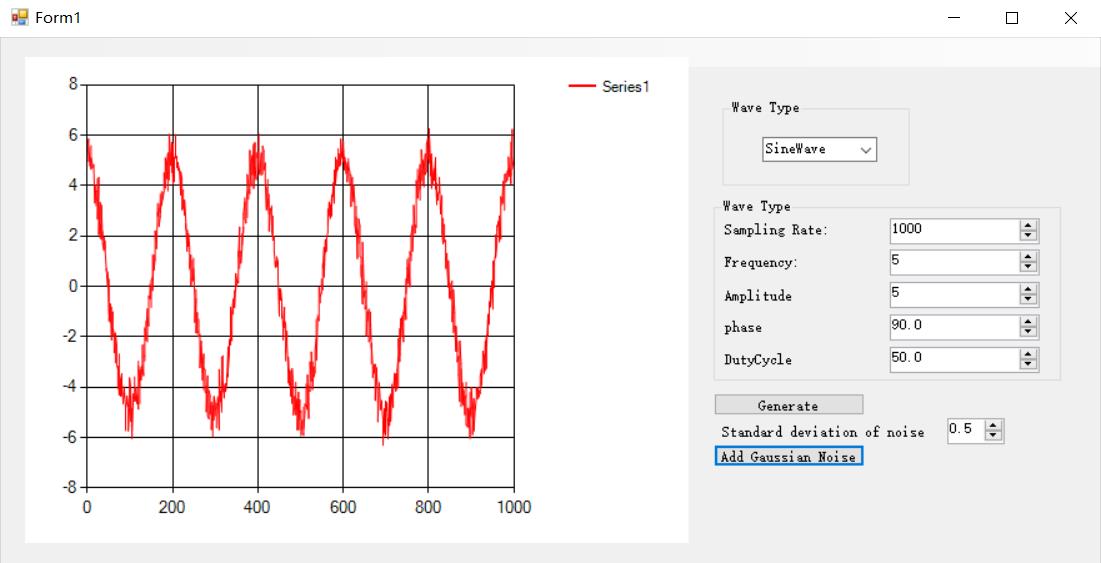 Form1
8
6
4
2
0
-2
-4
-6
-8
0 200 400 600 800 1000
Series1
Wave Type
SineWave
Wave Type
Sampling Rate: 1000
Frequency: 5
Amplitude 5
phase 90.0
DutyCycle 50.0
Generate
Standard deviation of noise 0.5
Add Gaussian Noise